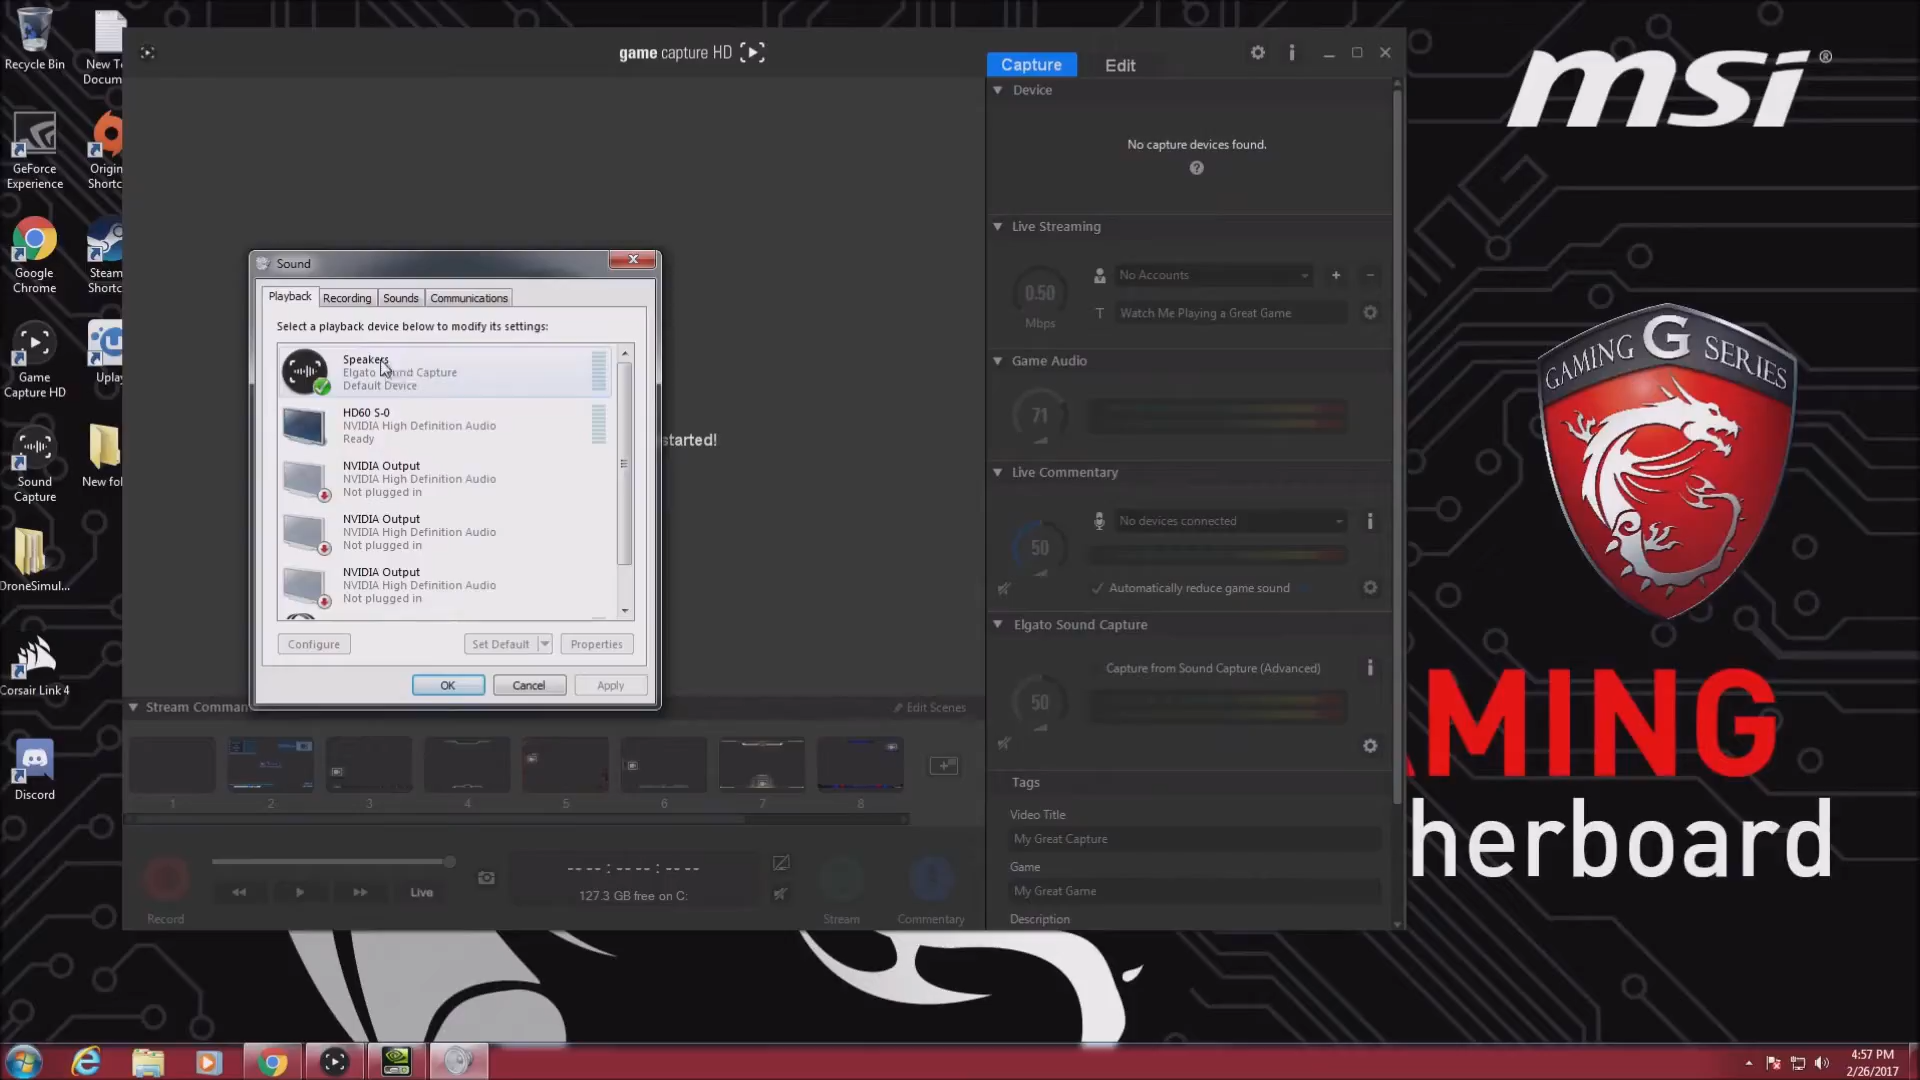 Recycle Bin
New Te
Docum...
GeForce
Experience
Origin
Shortc
Google
Chrome
Steam
Shortc
Game
Capture HD
Uplay
Sound
Capture
New fol
DroneSimul...
Corsair Link 4
Discord
game capture HD
Capture
Edit
Device
No capture devices found.
Live Streaming
0.50
Mbps
No Accounts
+
-
T
Watch Me Playing a Great Game
Game Audio
71
Live Commentary
No devices connected
50
Automatically reduce game sound
Elgato Sound Capture
Capture from Sound Capture (Advanced)
50
Tags
Video Title
My Great Capture
Game
My Great Game
Description
started!
Sound
Playback
Recording
Sounds
Communications
Select a playback device below to modify its settings:
Speakers
Elgato Sound Capture
Default Device
HD60 S-0
NVIDIA High Definition Audio
Ready
NVIDIA Output
NVIDIA High Definition Audio
Not plugged in
NVIDIA Output
NVIDIA High Definition Audio
Not plugged in
NVIDIA Output
NVIDIA High Definition Audio
Not plugged in
Configure
Set Default
Properties
OK
Cancel
Apply
Stream Comman
Edit Scenes
1
2
3
4
5
6
7
8
Live
-- -- : -- -- : -- --
127.3 GB free on C:
Record
Stream
Commentary
msi®
GAMING G SERIES
AMING
herboard
4:57 PM
2/26/2017